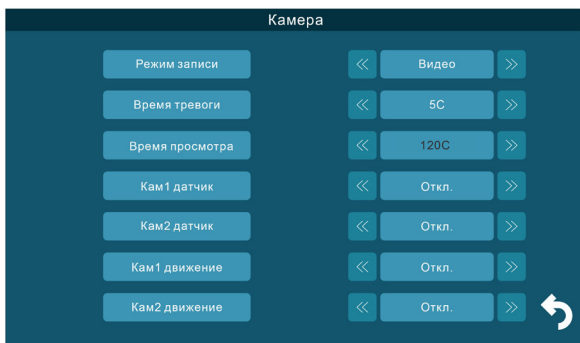 Камера
Режим записи Видео
Время тревоги 5С
Время просмотра 120С
Кам1 датчик Откл.
Кам2 датчик Откл.
Кам1 движение Откл.
Кам2 движение Откл.